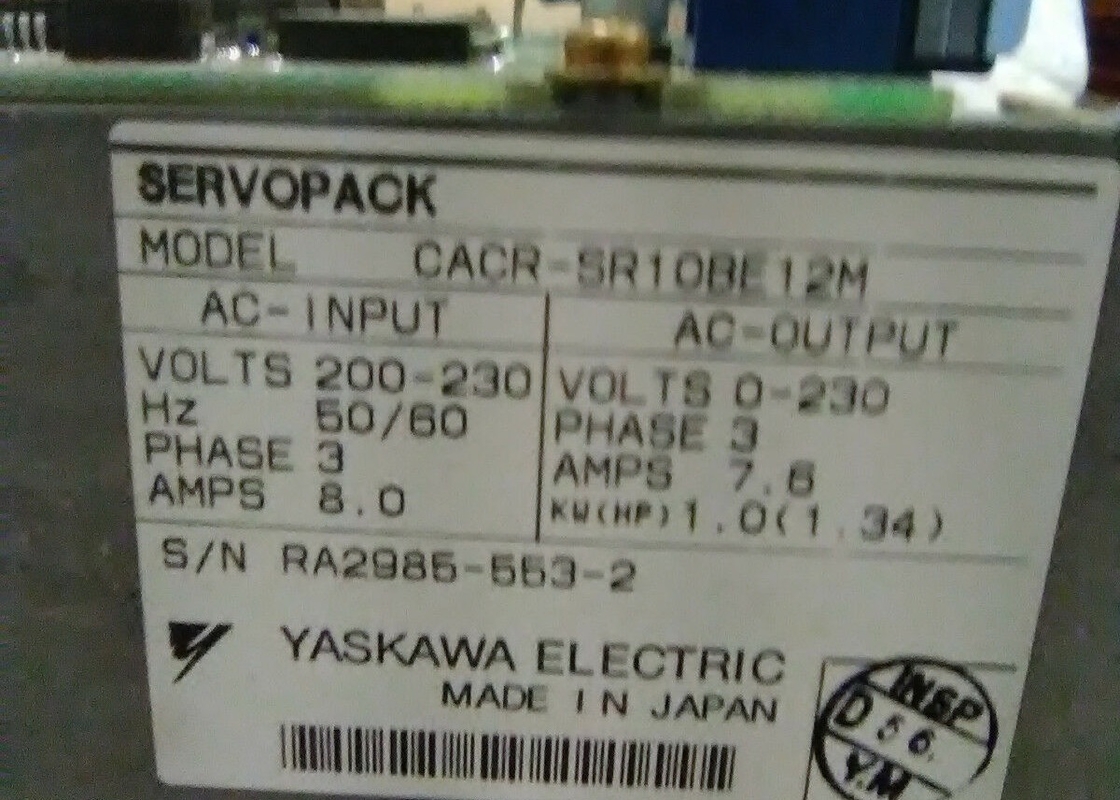 SERVOPACK
MODEL CACR-SR10BE12M
AC-INPUT AC-OUTPUT
VOLTS 200-230 VOLTS 0-230
Hz 50/60 PHASE 3
PHASE 3 AMPS 7.6
AMPS 8.0 KW(HP) 1.0(1.34)
S/N RA2985-553-2
YASKAWA ELECTRIC
MADE IN JAPAN
INSP
D 56.
Y.M